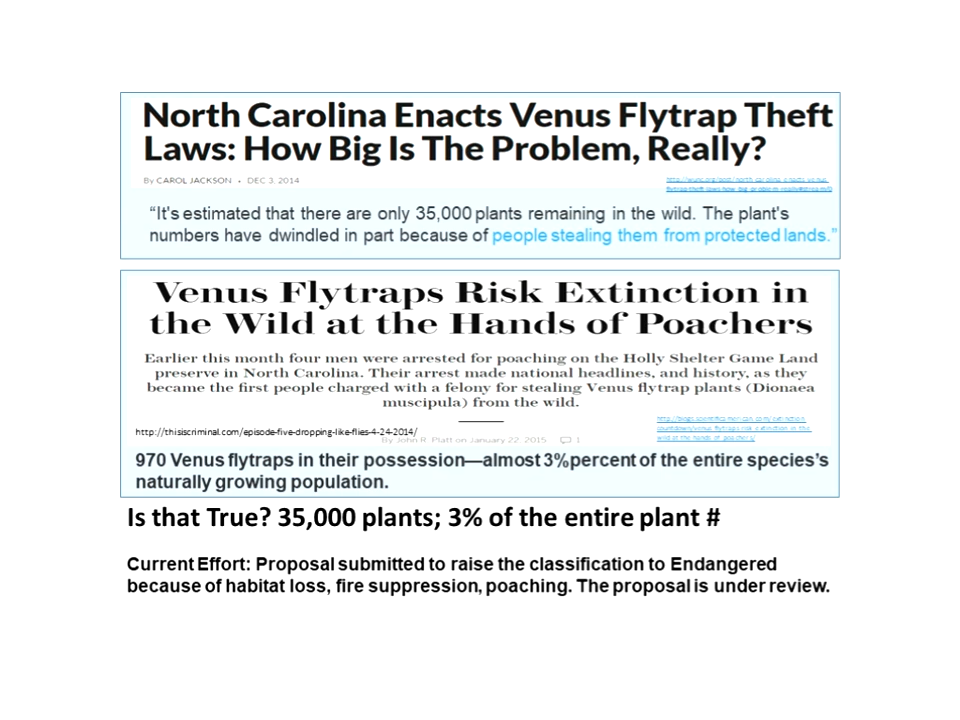 North Carolina Enacts Venus Flytrap Theft
Laws: How Big Is The Problem, Really?
By CAROL JACKSON • DEC 3, 2014
“It's estimated that there are only 35,000 plants remaining in the wild. The plant's
numbers have dwindled in part because of people stealing them from protected lands.”
Venus Flytraps Risk Extinction in
the Wild at the Hands of Poachers
Earlier this month four men were arrested for poaching on the Holly Shelter Game Land
preserve in North Carolina. Their arrest made national headlines, and history, as they
became the first people charged with a felony for stealing Venus flytrap plants (Dionaea
muscipula) from the wild.
http://thisiscriminal.com/episode-five-dropping-like-flies-4-24-2014/
By John R. Platt on January 22, 2015 1
970 Venus flytraps in their possession—almost 3%percent of the entire species’s
naturally growing population.
Is that True? 35,000 plants; 3% of the entire plant #
Current Effort: Proposal submitted to raise the classification to Endangered
because of habitat loss, fire suppression, poaching. The proposal is under review.